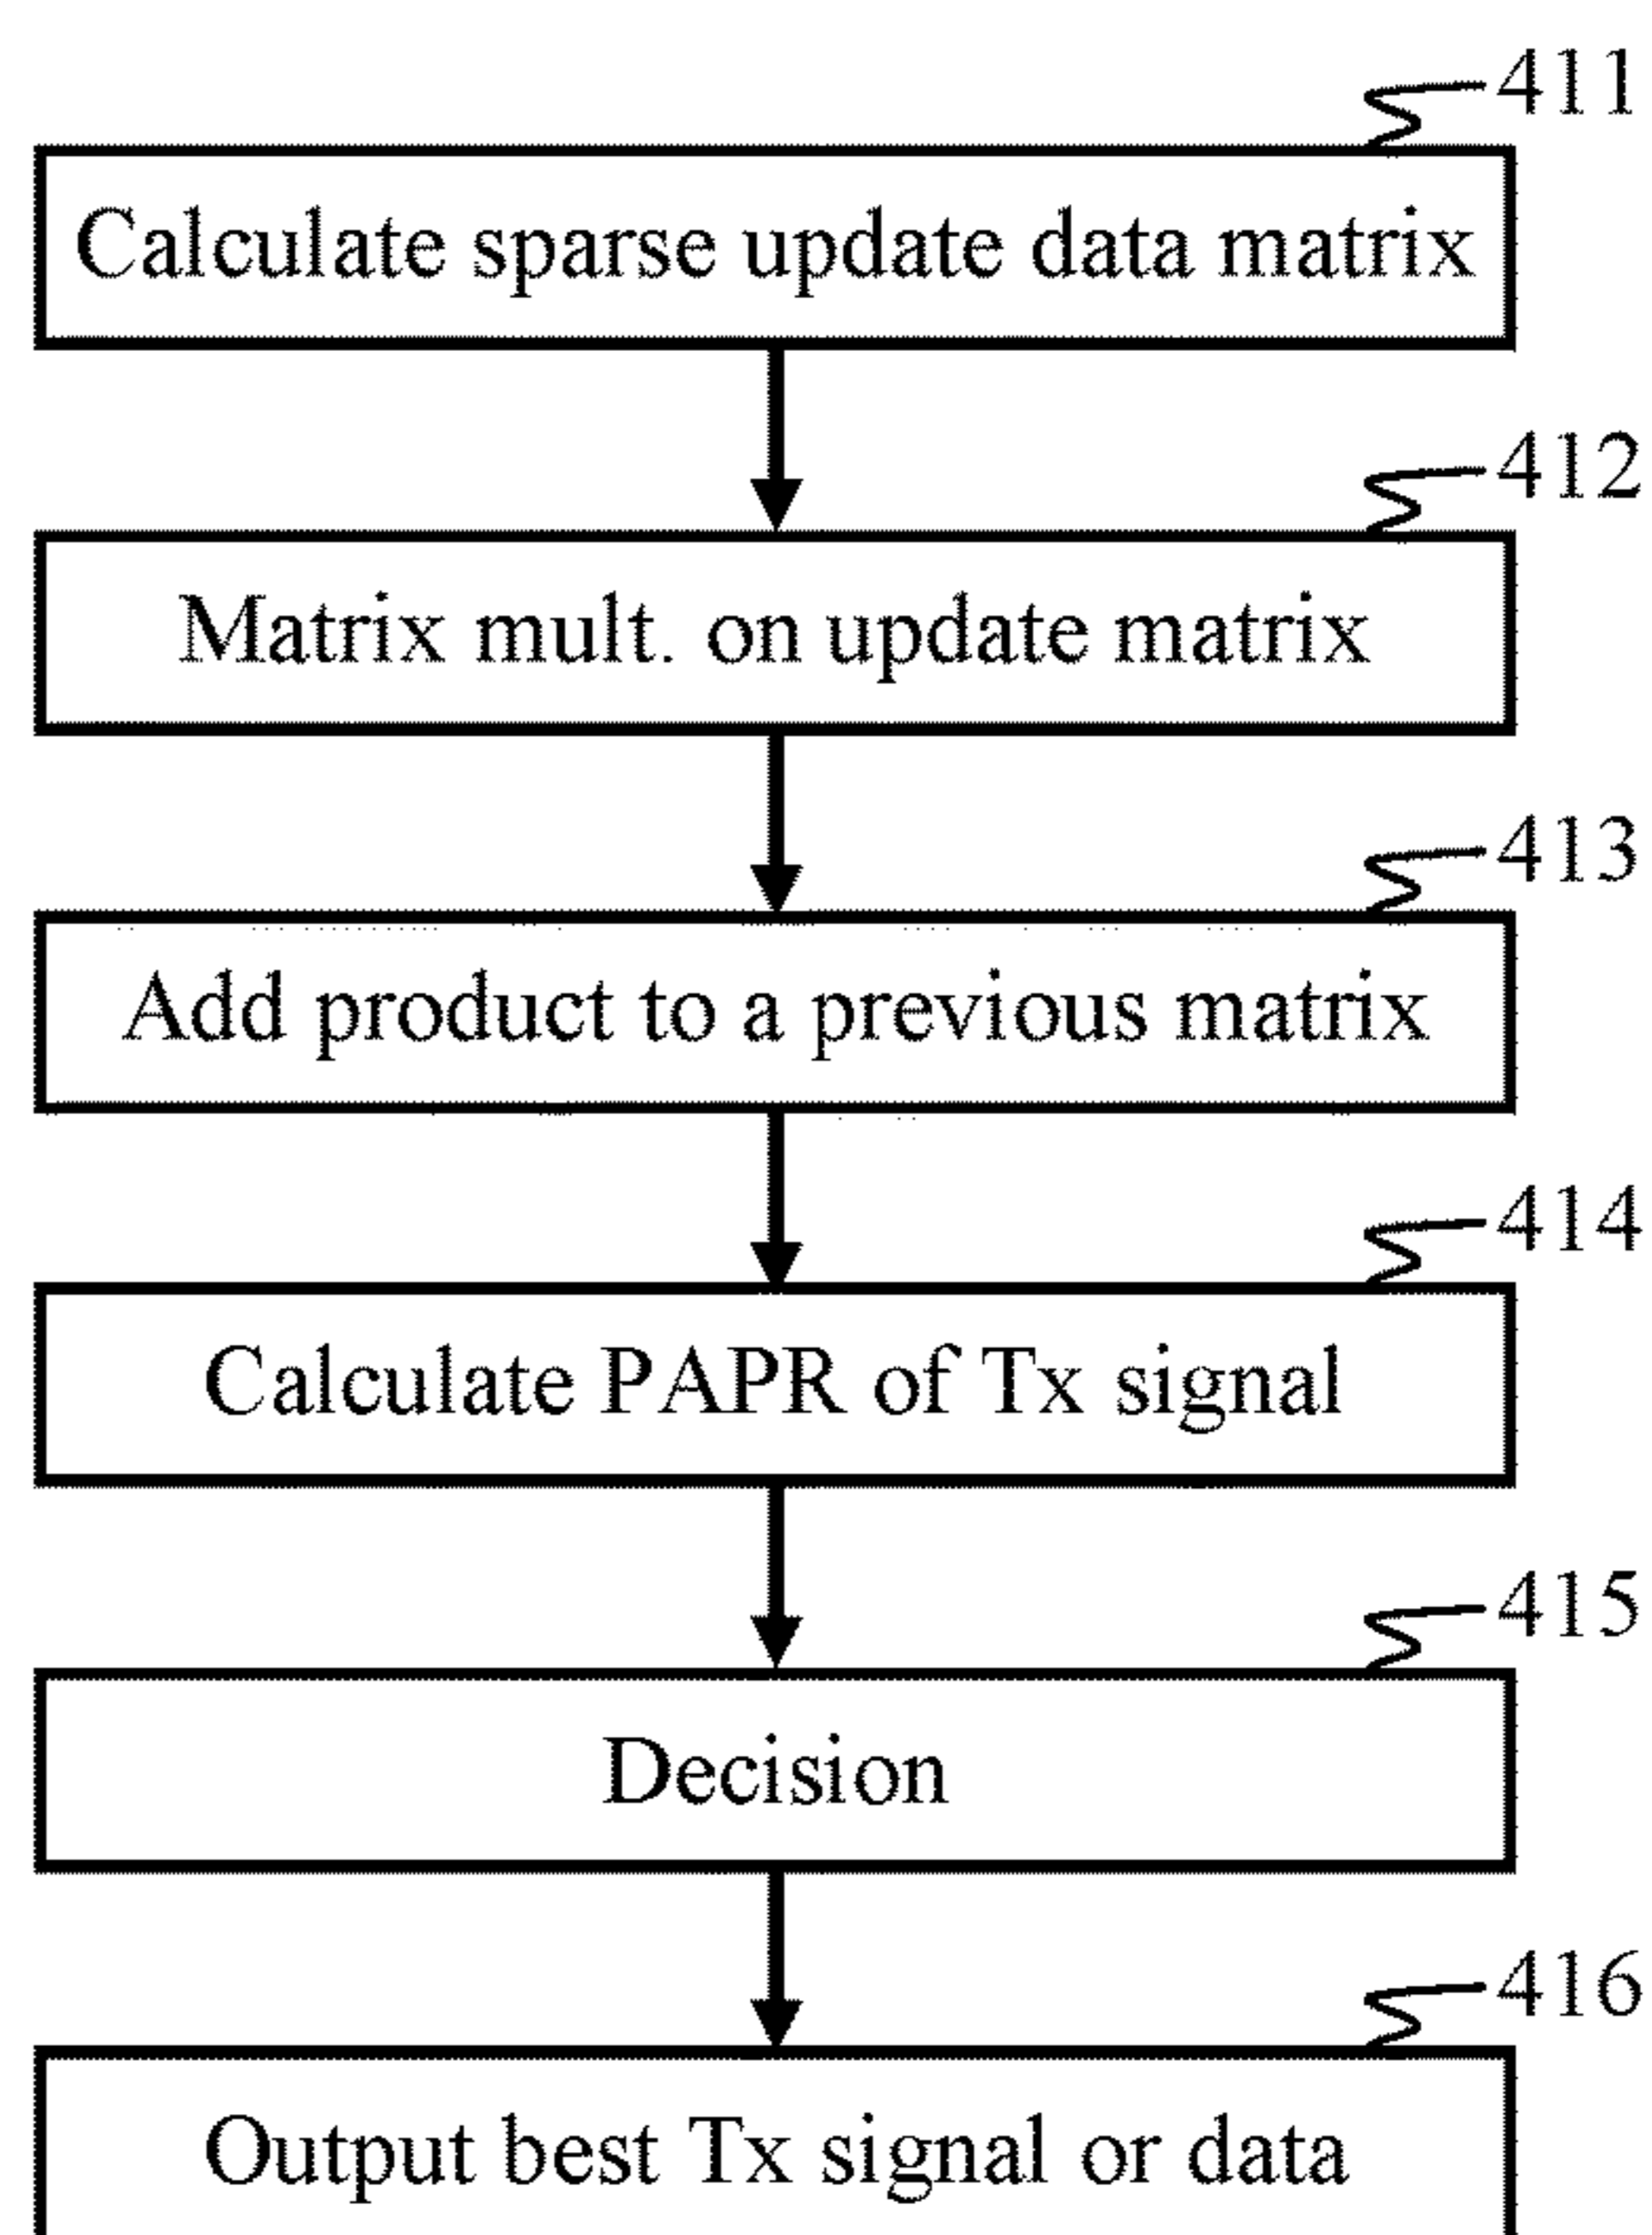 411
Calculate sparse update data matrix
412
Matrix mult. on update matrix
413
Add product to a previous matrix
414
Calculate PAPR of Tx signal
415
Decision
416
Output best Tx signal or data